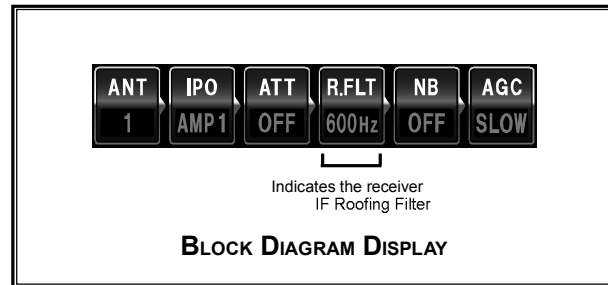 ANT IPO ATT R.FLT NB AGC
1 AMP1 OFF 600Hz OFF SLOW
Indicates the receiver
IF Roofing Filter
BLOCK DIAGRAM DISPLAY